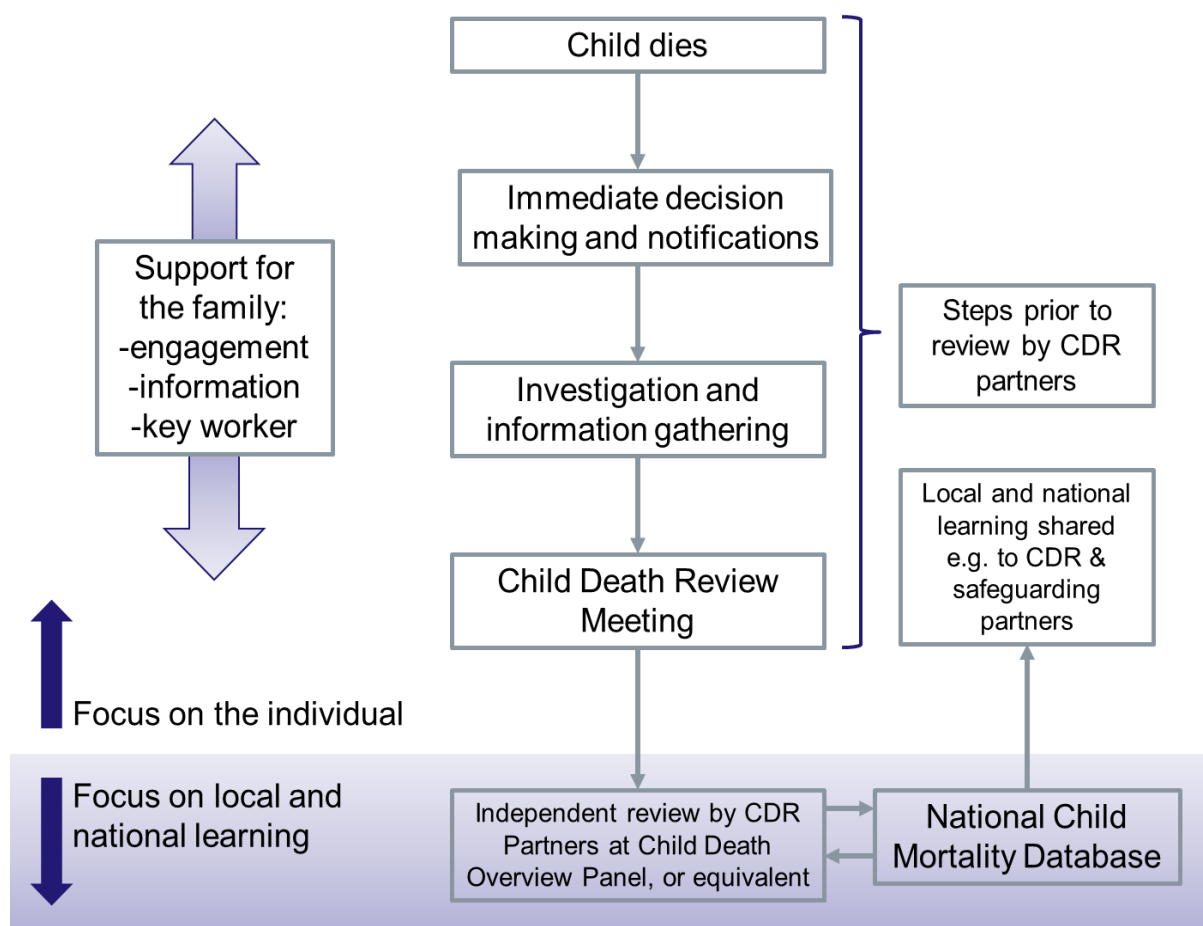 Child dies
Immediate decision
making and notifications
Support for
the family:
-engagement
-information
-key worker
Steps prior to
review by CDR
partners
Investigation and
information gathering
Local and national
learning shared
e.g. to CDR &
safeguarding
partners
Child Death Review
Meeting
Focus on the individual
Focus on local and
national learning
Independent review by CDR
Partners at Child Death
Overview Panel, or equivalent
National Child
Mortality Database